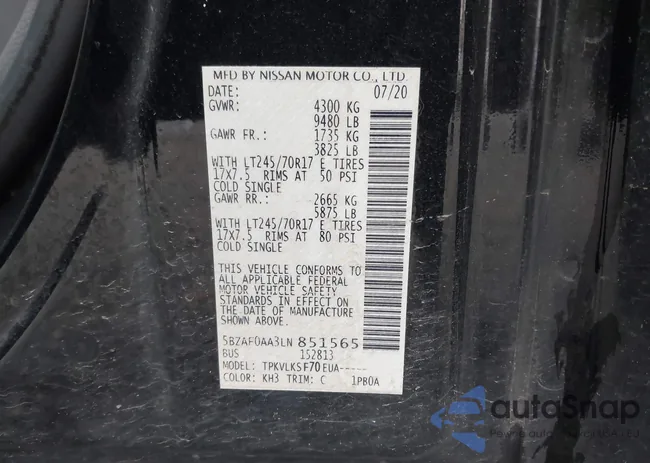 MFD BY NISSAN MOTOR CO., LTD.
DATE: 07/20
GVWR: 4300 KG
9480 LB
GAWR FR.: 1735 KG
3825 LB
WITH LT245/70R17 E TIRES
17X7.5 RIMS AT 50 PSI
COLD SINGLE
GAWR RR.: 2665 KG
5875 LB
WITH LT245/70R17 E TIRES
17X7.5 RIMS AT 80 PSI
COLD SINGLE
THIS VEHICLE CONFORMS TO
ALL APPLICABLE FEDERAL
MOTOR VEHICLE SAFETY
STANDARDS IN EFFECT ON
THE DATE OF MANUFACTURE
SHOWN ABOVE.
5BZAF0AA3LN 851565
BUS 1S2813
MODEL: TPKVLKSF70EUA-----
COLOR: KH3 TRIM: C 1PB0A
autoSnap